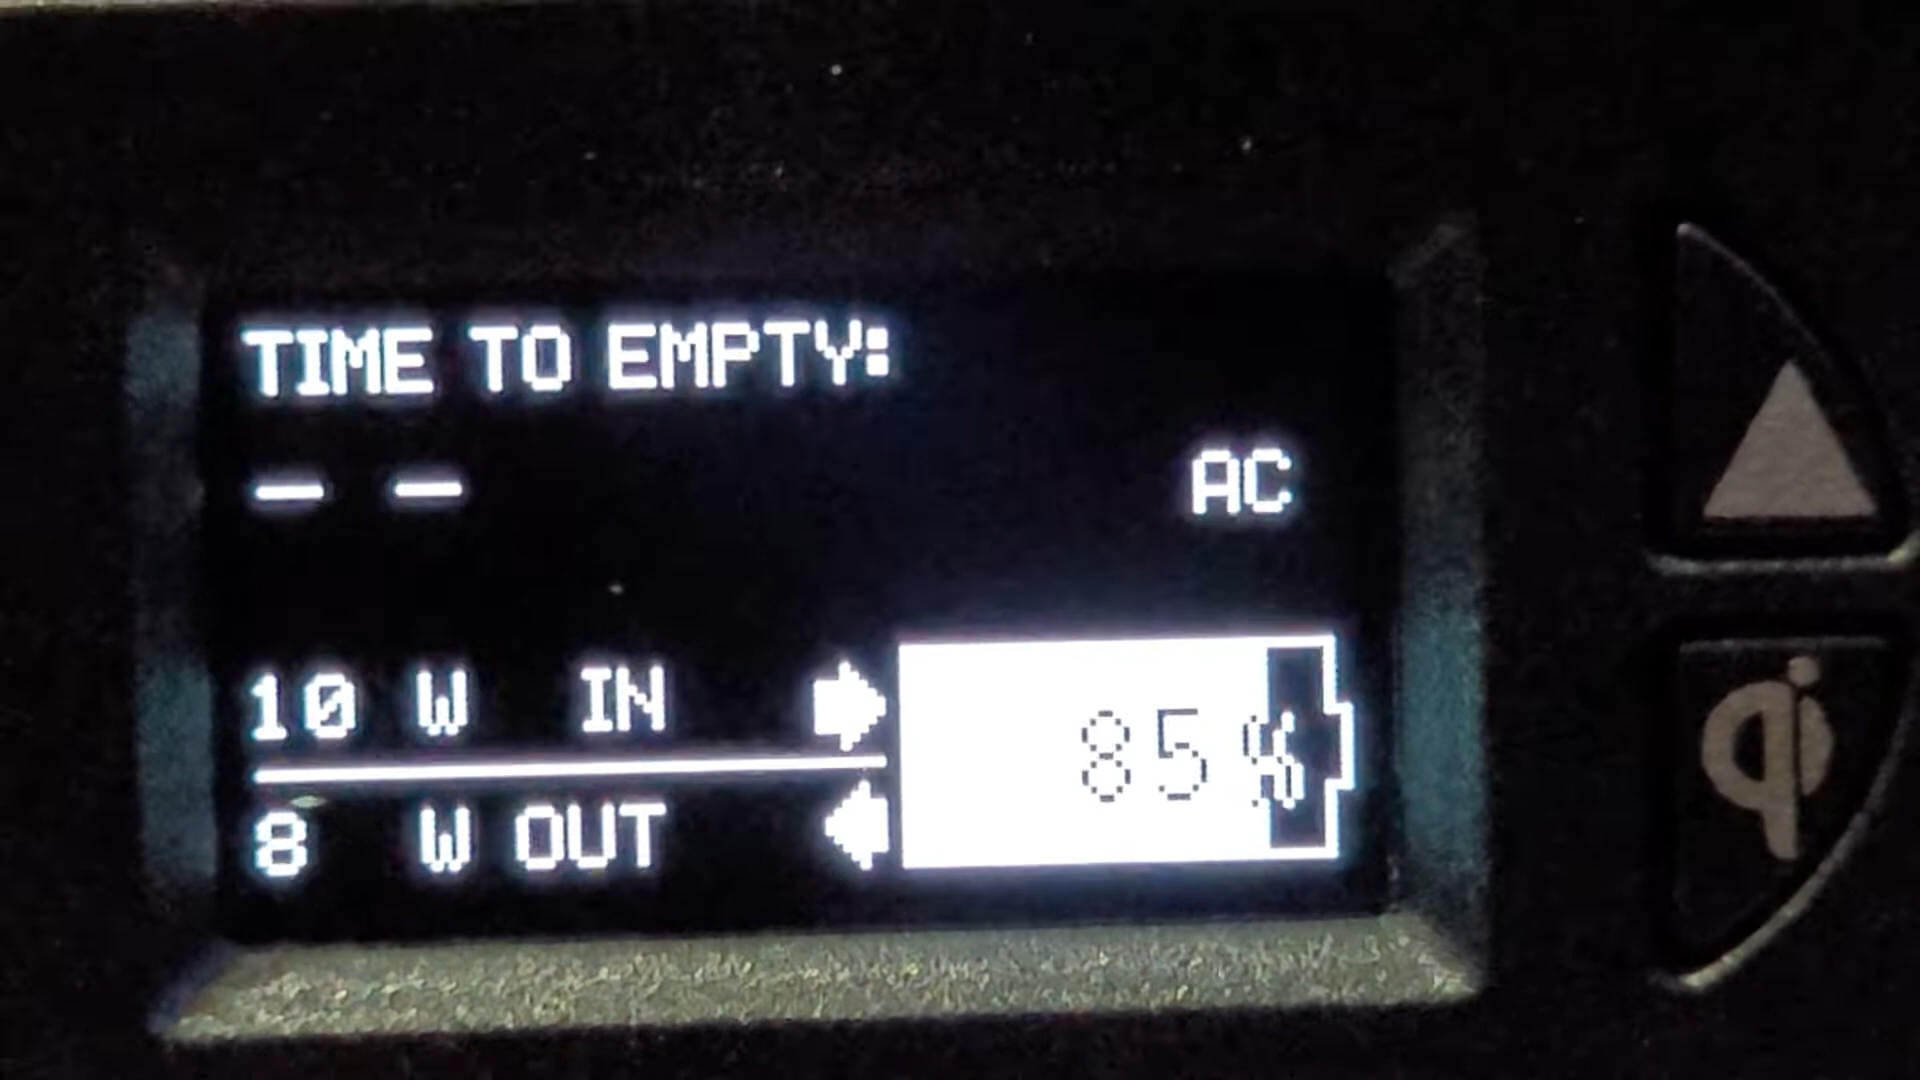 TIME TO EMPTY:
– –
AC
10 W IN
85%
8 W OUT
qi